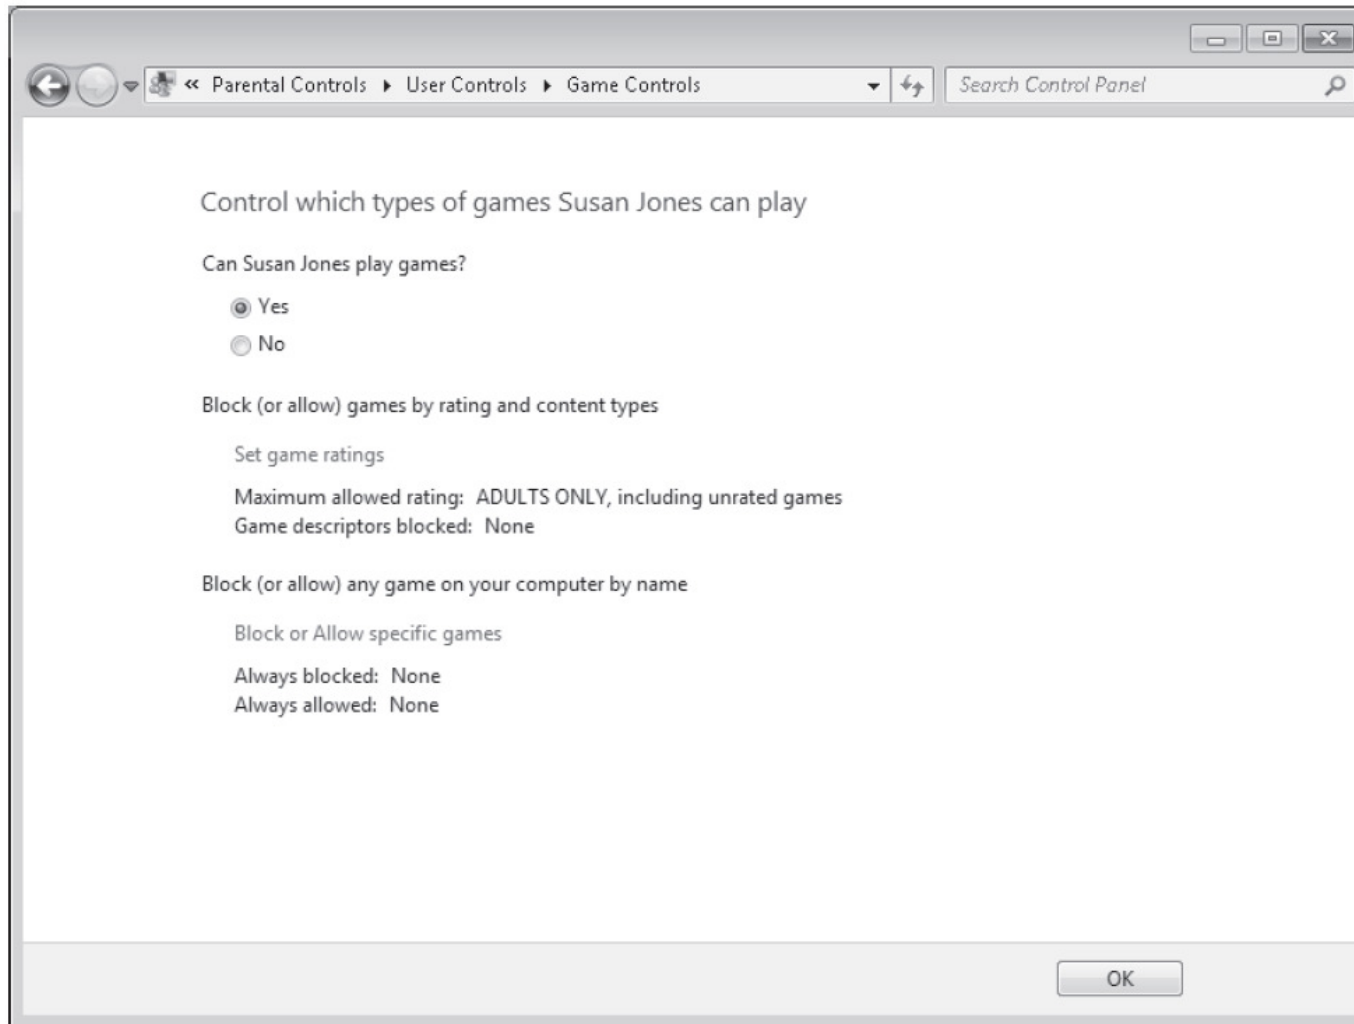 « Parental Controls ▸ User Controls ▸ Game Controls
Search Control Panel
Control which types of games Susan Jones can play
Can Susan Jones play games?
Yes
No
Block (or allow) games by rating and content types
Set game ratings
Maximum allowed rating: ADULTS ONLY, including unrated games
Game descriptors blocked: None
Block (or allow) any game on your computer by name
Block or Allow specific games
Always blocked: None
Always allowed: None
OK